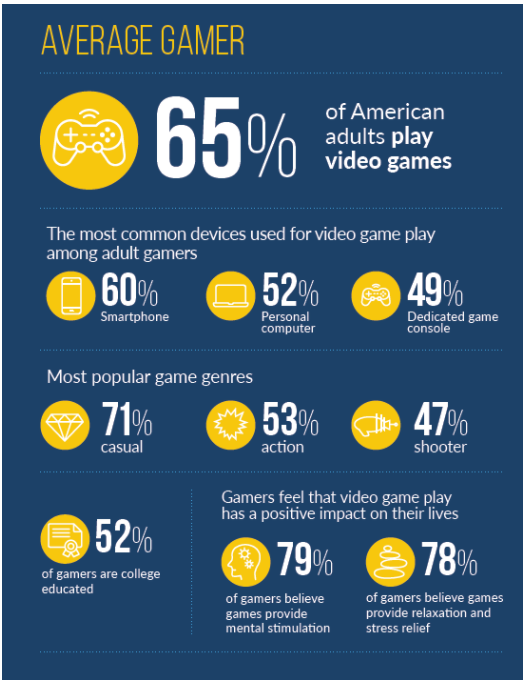 AVERAGE GAMER
65%
of American
adults play
video games
The most common devices used for video game play
among adult gamers
60%
Smartphone
52%
Personal
computer
49%
Dedicated game
console
Most popular game genres
71%
casual
53%
action
47%
shooter
52%
of gamers are college
educated
Gamers feel that video game play
has a positive impact on their lives
79%
of gamers believe
games provide
mental stimulation
78%
of gamers believe games
provide relaxation and
stress relief